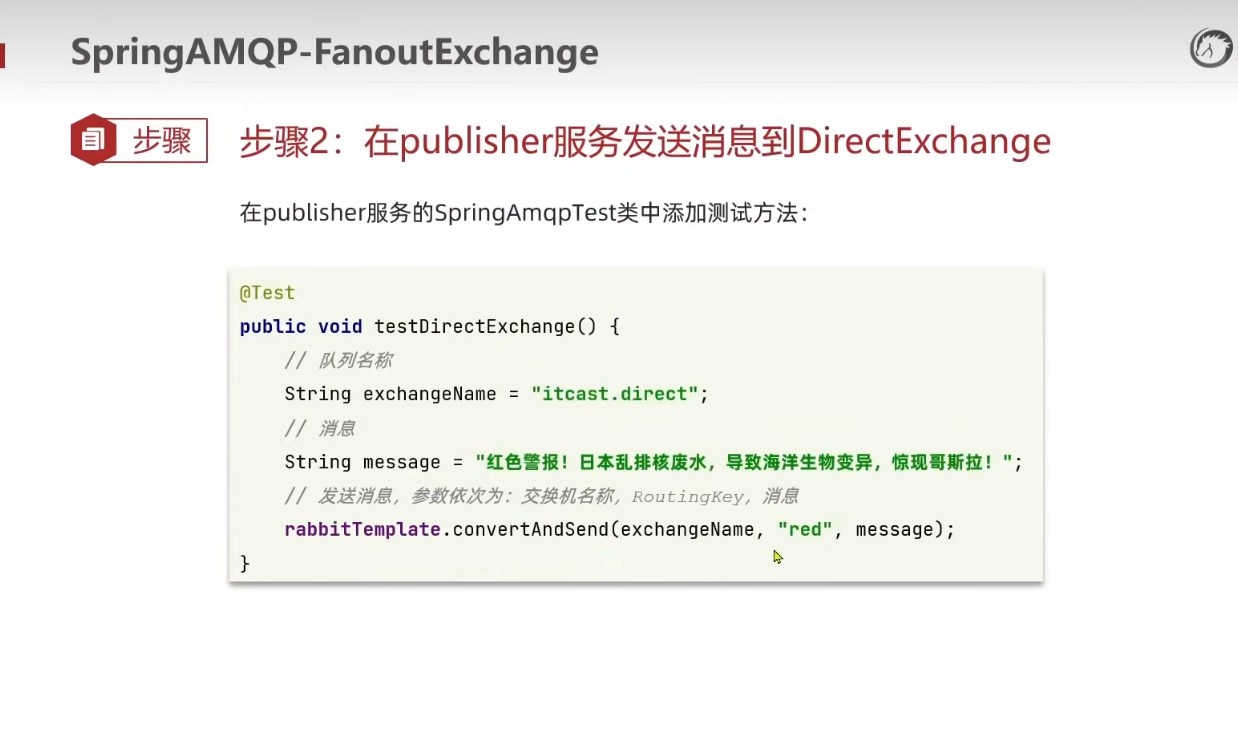 SpringAMQP-FanoutExchange
步骤
步骤2：在publisher服务发送消息到DirectExchange
在publisher服务的SpringAmqpTest类中添加测试方法：
@Test
public void testDirectExchange() {
// 队列名称
String exchangeName = "itcast.direct";
// 消息
String message = "红色警报！日本乱排核废水，导致海洋生物变异，惊现哥斯拉！";
// 发送消息，参数依次为：交换机名称，RoutingKey，消息
rabbitTemplate.convertAndSend(exchangeName, "red", message);
}